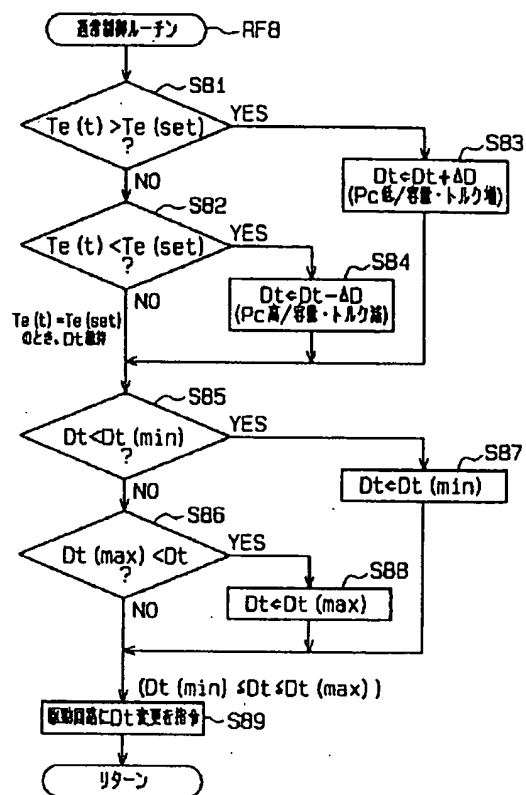 通常制御ルーチン
RF8
S81
Te(t)>Te(set)
?
YES
NO
S83
Dt⇐Dt+ΔD
(Pc低/容量・トルク増)
S82
Te(t)<Te(set)
?
YES
NO
S84
Dt⇐Dt-ΔD
(Pc高/容量・トルク減)
Te(t)=Te(set)
のとき、Dt維持
S85
Dt<Dt(min)
?
YES
NO
S87
Dt⇐Dt(min)
S86
Dt(max)<Dt
?
YES
NO
S88
Dt⇐Dt(max)
(Dt(min)≦Dt≦Dt(max))
駆動回路にDt変更を指令
S89
リターン